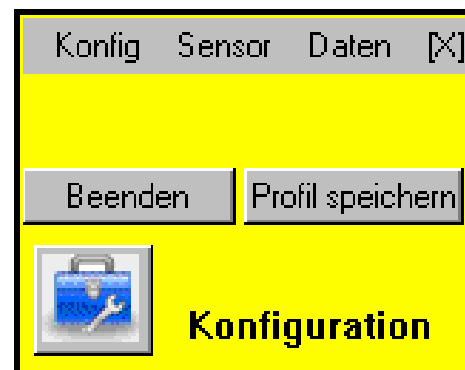 Konfig Sensor Daten [X]
Beenden Profil speichern
Konfiguration